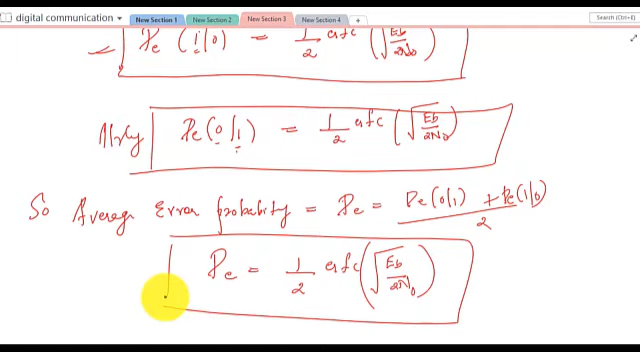 digital communication New Section 1 New Section 2 New Section 3 New Section 4 + Search (Ctrl+E)
Pe (1|0) = 1/2 erfc (√Eb/2N0)
Pe (0|1) = 1/2 erfc (√Eb/2N0)
So Average Error probability = Pe = Pe(0|1) + Pe(1|0) / 2
Pe = 1/2 erfc (√Eb/2N0)